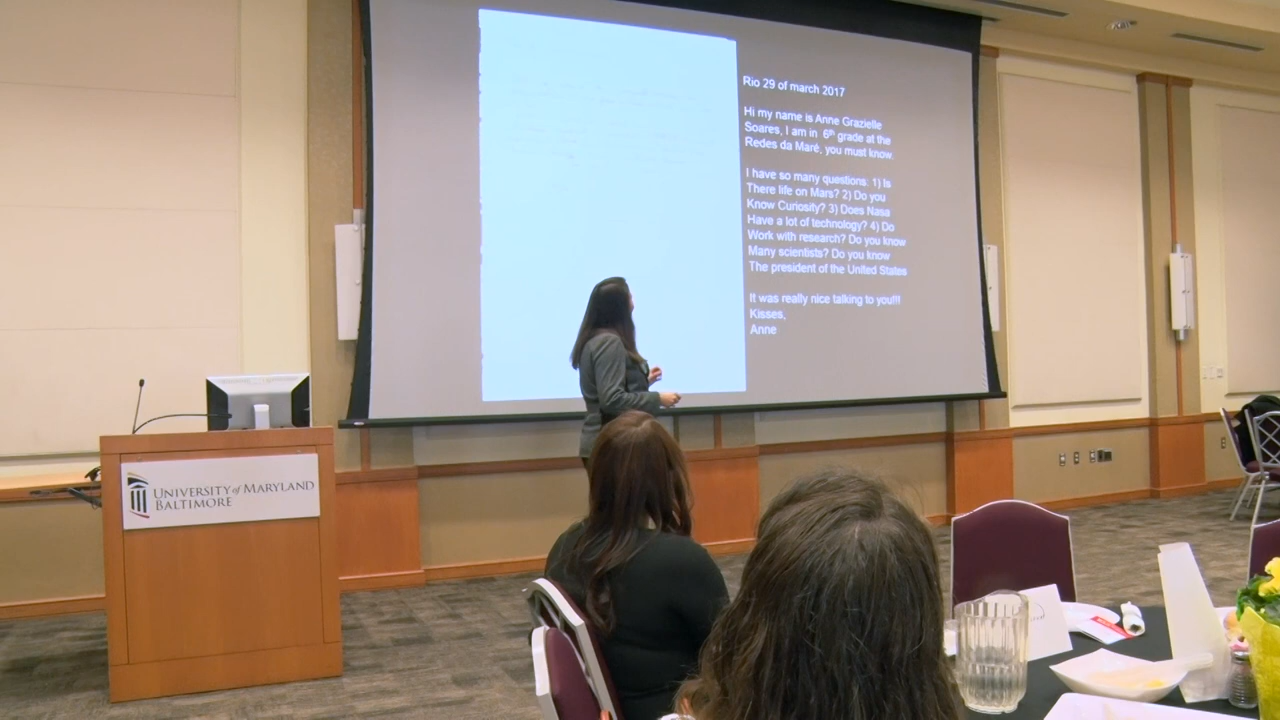 Rio 29 of march 2017
Hi my name is Anne Grazielle
Soares, I am in 6th grade at the
Redes da Maré, you must know.
I have so many questions. 1) Is
There life on Mars? 2) Do you
Know Curiosity? 3) Does Nasa
Have a lot of technology? 4) Do
Work with research? Do you know
Many scientists? Do you know
The president of the United States
It was really nice talking to you!!!
Kisses,
Anne
UNIVERSITY of MARYLAND
BALTIMORE